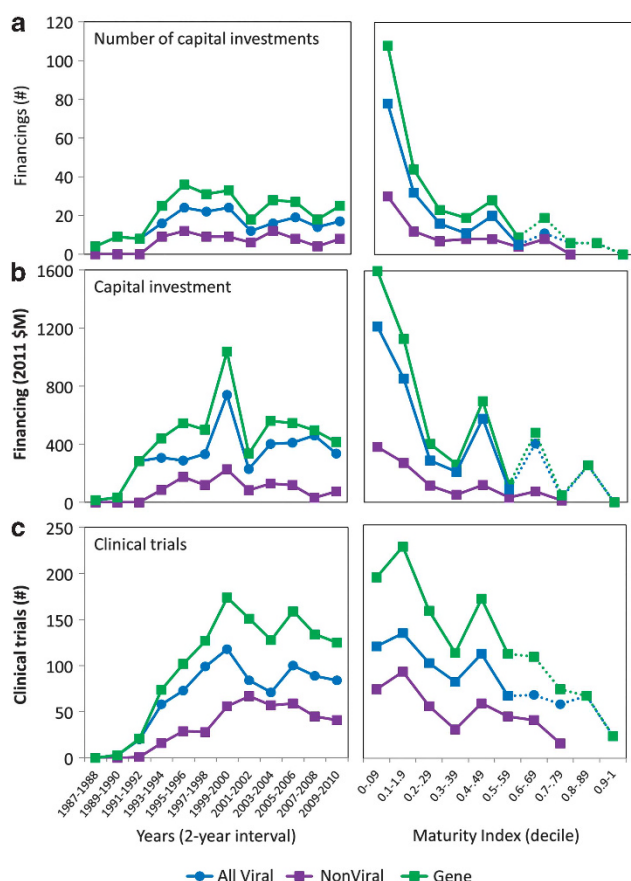 a
Number of capital investments
Financings (#)
120
100
80
60
40
20
0
b
Capital investment
Financing (2011 $M)
1600
1200
800
400
0
c
Clinical trials
Clinical trials (#)
250
200
150
100
50
0
1987-1988
1989-1990
1991-1992
1993-1994
1995-1996
1997-1998
1999-2000
2001-2002
2003-2004
2005-2006
2007-2008
2009-2010
Years (2-year interval)
0-.09
0.1-1.9
0.2-.29
0.3-.39
0.4-.49
0.5-.59
0.6-.69
0.7-.79
0.8-.89
0.9-1
Maturity Index (decile)
All Viral
NonViral
Gene